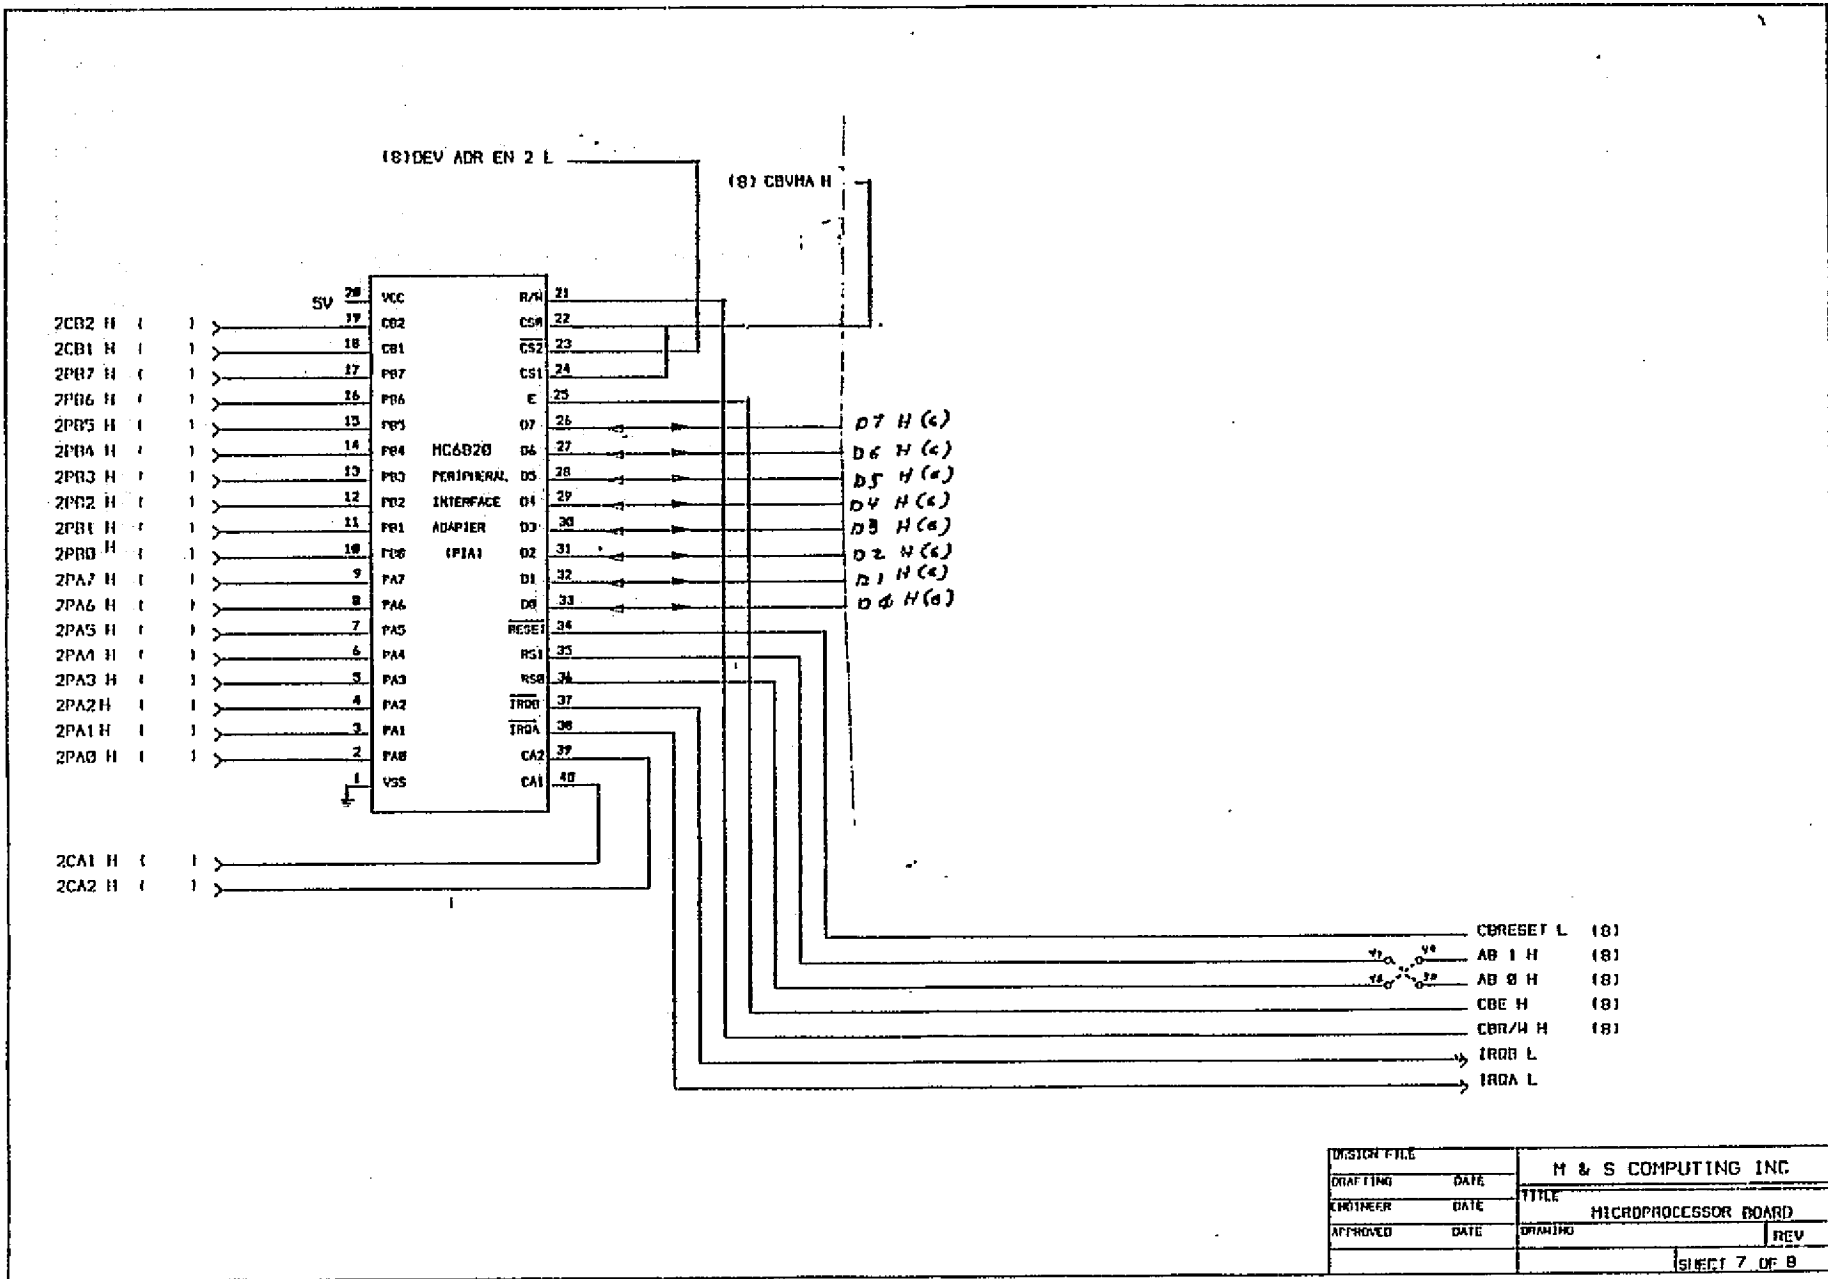 (8)DEV ADR EN 2 L
(8) CBVMA H
5V 20 VCC R/W 21
2CB2 H ( ) 19 CB2 CS0 22
2CB1 H ( ) 18 CB1 CS2 23
2PB7 H ( ) 17 PB7 CS1 24
2PB6 H ( ) 16 PB6 E 25
2PB5 H ( ) 15 PB5 D7 26 D7 H (6)
2PB4 H ( ) 14 PB4 MC6820 D6 27 D6 H (6)
2PB3 H ( ) 13 PB3 PERIPHERAL D5 28 D5 H (6)
2PB2 H ( ) 12 PB2 INTERFACE D4 29 D4 H (6)
2PB1 H ( ) 11 PB1 ADAPTER D3 30 D3 H (6)
2PB0 H ( ) 10 PB0 (PIA) D2 31 D2 H (6)
2PA7 H ( ) 9 PA7 D1 32 D1 H (6)
2PA6 H ( ) 8 PA6 D0 33 D0 H (6)
2PA5 H ( ) 7 PA5 RESET 34
2PA4 H ( ) 6 PA4 RS1 35
2PA3 H ( ) 5 PA3 RS0 36
2PA2 H ( ) 4 PA2 IRQB 37
2PA1 H ( ) 3 PA1 IRQA 38
2PA0 H ( ) 2 PA0 CA2 39
1 VSS CA1 40
2CA1 H ( )
2CA2 H ( )
CBRESET L (8)
AB 1 H (8)
AB 0 H (8)
CBE H (8)
CBR/W H (8)
IRQB L
IRQA L
DESIGN FILE
M & S COMPUTING INC
DRAFTING DATE
TITLE
ENGINEER DATE
MICROPROCESSOR BOARD
APPROVED DATE
DRAWING
REV
SHEET 7 OF 8